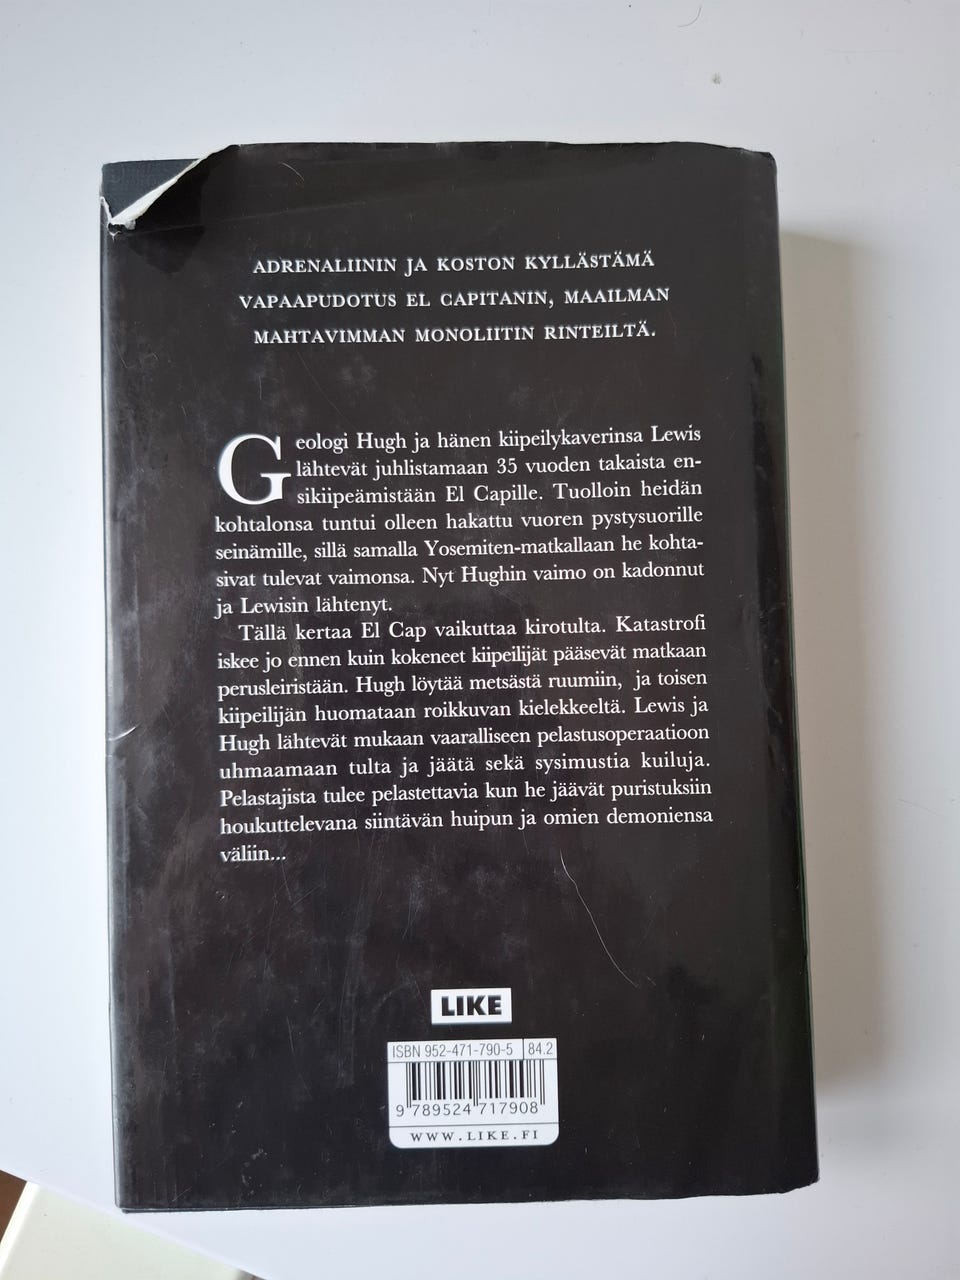 ADRENALIININ JA KOSTON KYLLÄSTÄMÄ
VAPAAPUDOTUS EL CAPITANIN, MAAILMAN
MAHTAVIMMAN MONOLIITIN RINTEILTÄ.
Geologi Hugh ja hänen kiipeilykaverinsa Lewis
lähtevät juhlistamaan 35 vuoden takaista en-
sikiipeämistään El Capille. Tuolloin heidän
kohtalonsa tuntui olleen hakattu vuoren pystysuorille
seinämille, sillä samalla Yosemiten-matkallaan he kohta-
sivat tulevat vaimonsa. Nyt Hughin vaimo on kadonnut
ja Lewisin lähtenyt.
Tällä kertaa El Cap vaikuttaa kirotulta. Katastrofi
iskee jo ennen kuin kokeneet kiipeilijät pääsevät matkaan
perusleiristään. Hugh löytää metsästä ruumiin, ja toisen
kiipeilijän huomataan roikkuvan kielekkeeltä. Lewis ja
Hugh lähtevät mukaan vaaralliseen pelastusoperaatioon
uhmaamaan tulta ja jäätä sekä sysimustia kuiluja.
Pelastajista tulee pelastettavia kun he jäävät puristuksiin
houkuttelevana siintävän huipun ja omien demoniensa
väliin...
LIKE
ISBN 952-471-790-5 84.2
9 789524 717908
WWW.LIKE.FI